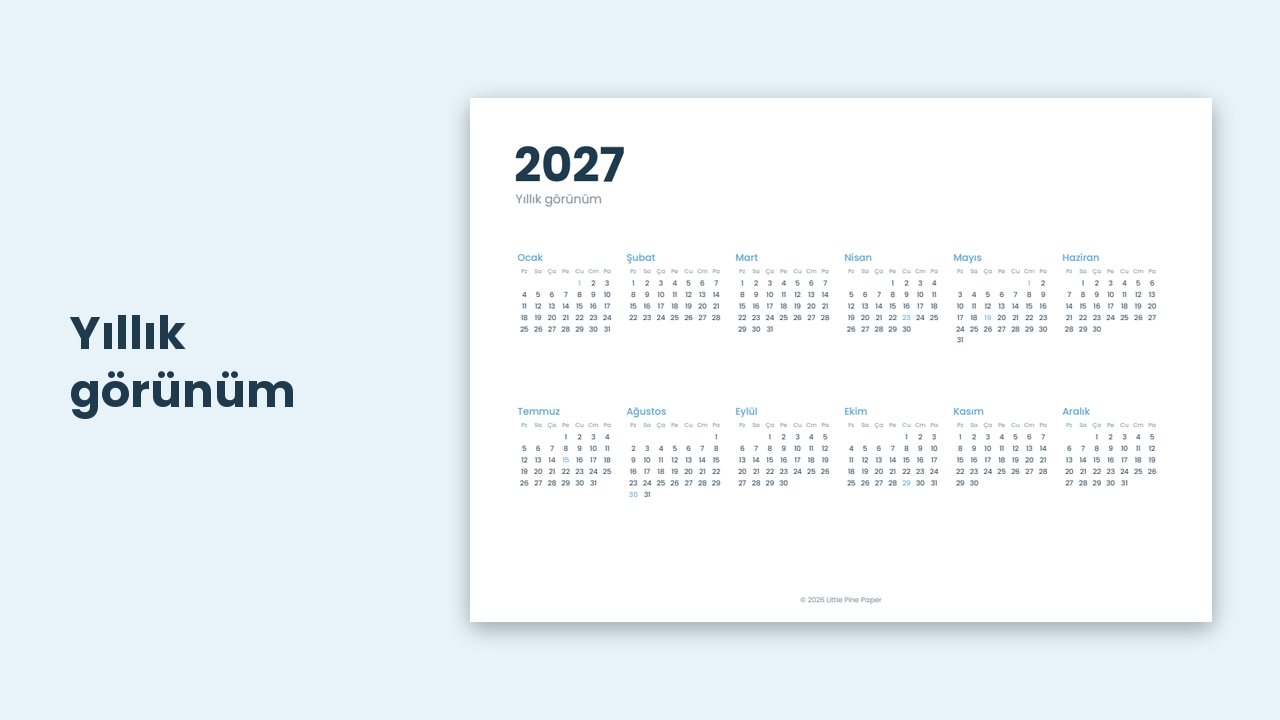 Yıllık
görünüm
2027
Yıllık görünüm
Ocak Şubat Mart Nisan Mayıs Haziran
Pz Sa Ça Pe Cu Cm Pa Pz Sa Ça Pe Cu Cm Pa Pz Sa Ça Pe Cu Cm Pa Pz Sa Ça Pe Cu Cm Pa Pz Sa Ça Pe Cu Cm Pa Pz Sa Ça Pe Cu Cm Pa
1 2 3 1 2 3 4 5 6 7 1 2 3 4 5 6 7 1 2 3 4 1 2 1 2 3 4 5 6
4 5 6 7 8 9 10 8 9 10 11 12 13 14 8 9 10 11 12 13 14 5 6 7 8 9 10 11 3 4 5 6 7 8 9 7 8 9 10 11 12 13
11 12 13 14 15 16 17 15 16 17 18 19 20 21 15 16 17 18 19 20 21 12 13 14 15 16 17 18 10 11 12 13 14 15 16 14 15 16 17 18 19 20
18 19 20 21 22 23 24 22 23 24 25 26 27 28 22 23 24 25 26 27 28 19 20 21 22 23 24 25 17 18 19 20 21 22 23 21 22 23 24 25 26 27
25 26 27 28 29 30 31 29 30 31 26 27 28 29 30 24 25 26 27 28 29 30 28 29 30
31
Temmuz Ağustos Eylül Ekim Kasım Aralık
Pz Sa Ça Pe Cu Cm Pa Pz Sa Ça Pe Cu Cm Pa Pz Sa Ça Pe Cu Cm Pa Pz Sa Ça Pe Cu Cm Pa Pz Sa Ça Pe Cu Cm Pa Pz Sa Ça Pe Cu Cm Pa
1 2 3 4 1 1 2 3 4 5 1 2 3 1 2 3 4 5 6 7 1 2 3 4 5
5 6 7 8 9 10 11 2 3 4 5 6 7 8 6 7 8 9 10 11 12 4 5 6 7 8 9 10 8 9 10 11 12 13 14 6 7 8 9 10 11 12
12 13 14 15 16 17 18 9 10 11 12 13 14 15 13 14 15 16 17 18 19 11 12 13 14 15 16 17 15 16 17 18 19 20 21 13 14 15 16 17 18 19
19 20 21 22 23 24 25 16 17 18 19 20 21 22 20 21 22 23 24 25 26 18 19 20 21 22 23 24 22 23 24 25 26 27 28 20 21 22 23 24 25 26
26 27 28 29 30 31 23 24 25 26 27 28 29 27 28 29 30 25 26 27 28 29 30 31 29 30 27 28 29 30 31
30 31
© 2026 Little Pine Paper